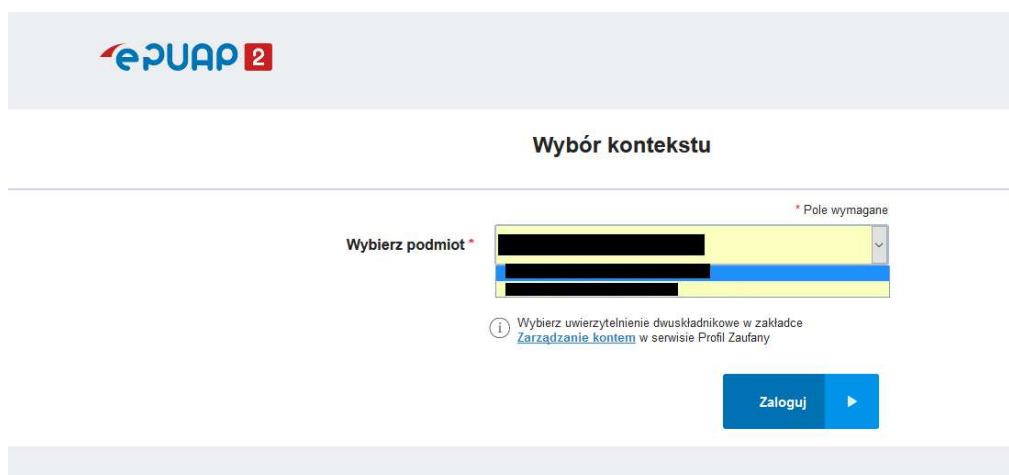 epuap 2
Wybór kontekstu
* Pole wymagane
Wybierz podmiot *
Wybierz uwierzytelnienie dwuskładnikowe w zakładce
Zarządzanie kontem w serwisie Profil Zaufany
Zaloguj